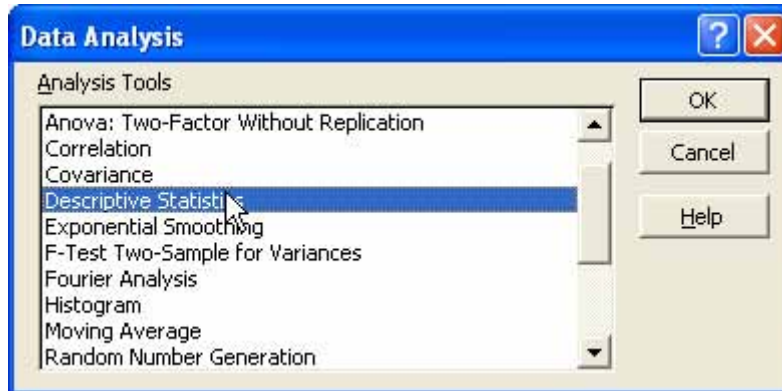 Data Analysis
Analysis Tools
Anova: Two-Factor Without Replication
Correlation
Covariance
Descriptive Statistics
Exponential Smoothing
F-Test Two-Sample for Variances
Fourier Analysis
Histogram
Moving Average
Random Number Generation
OK
Cancel
Help